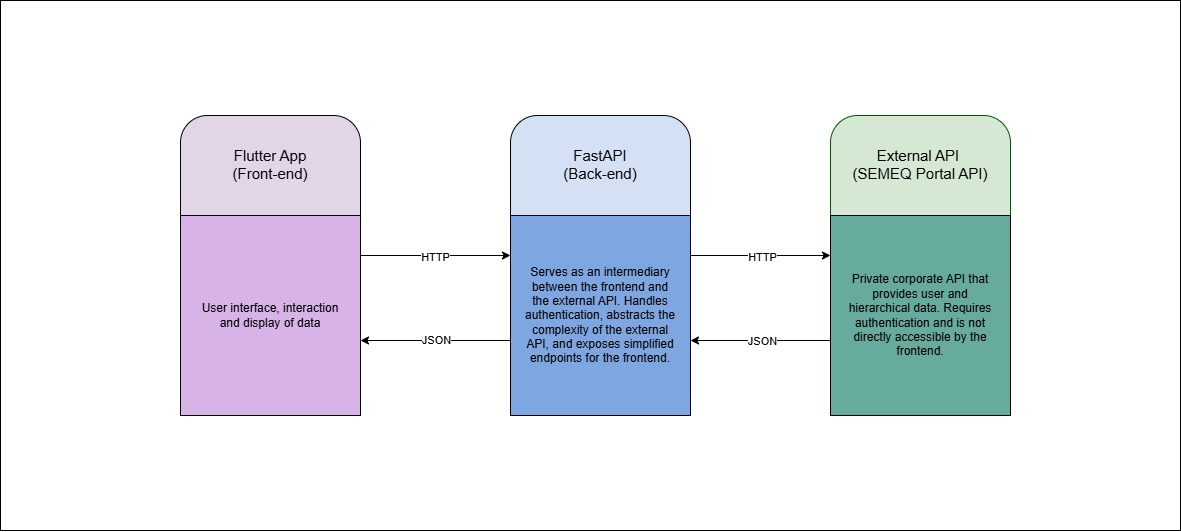 Flutter App
(Front-end)
User interface, interaction
and display of data
HTTP
JSON
FastAPI
(Back-end)
Serves as an intermediary
between the frontend and
the external API. Handles
authentication, abstracts the
complexity of the external
API, and exposes simplified
endpoints for the frontend.
HTTP
JSON
External API
(SEMEQ Portal API)
Private corporate API that
provides user and
hierarchical data. Requires
authentication and is not
directly accessible by the
frontend.